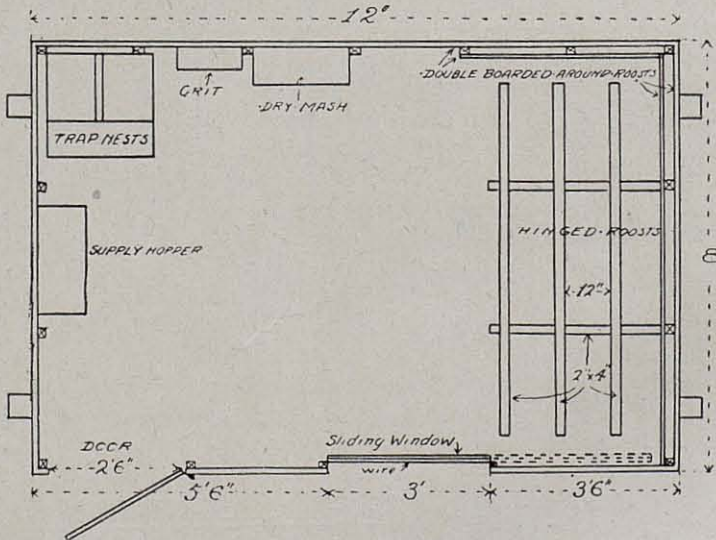 12'
GRIT
DRY MASH
DOUBLE BOARDED AROUND ROOSTS
TRAP NESTS
SUPPLY HOPPER
HINGED ROOSTS
12"
2"x4"
DOOR
2'6"
Sliding Window
wire
5'6"
3'
3'6"